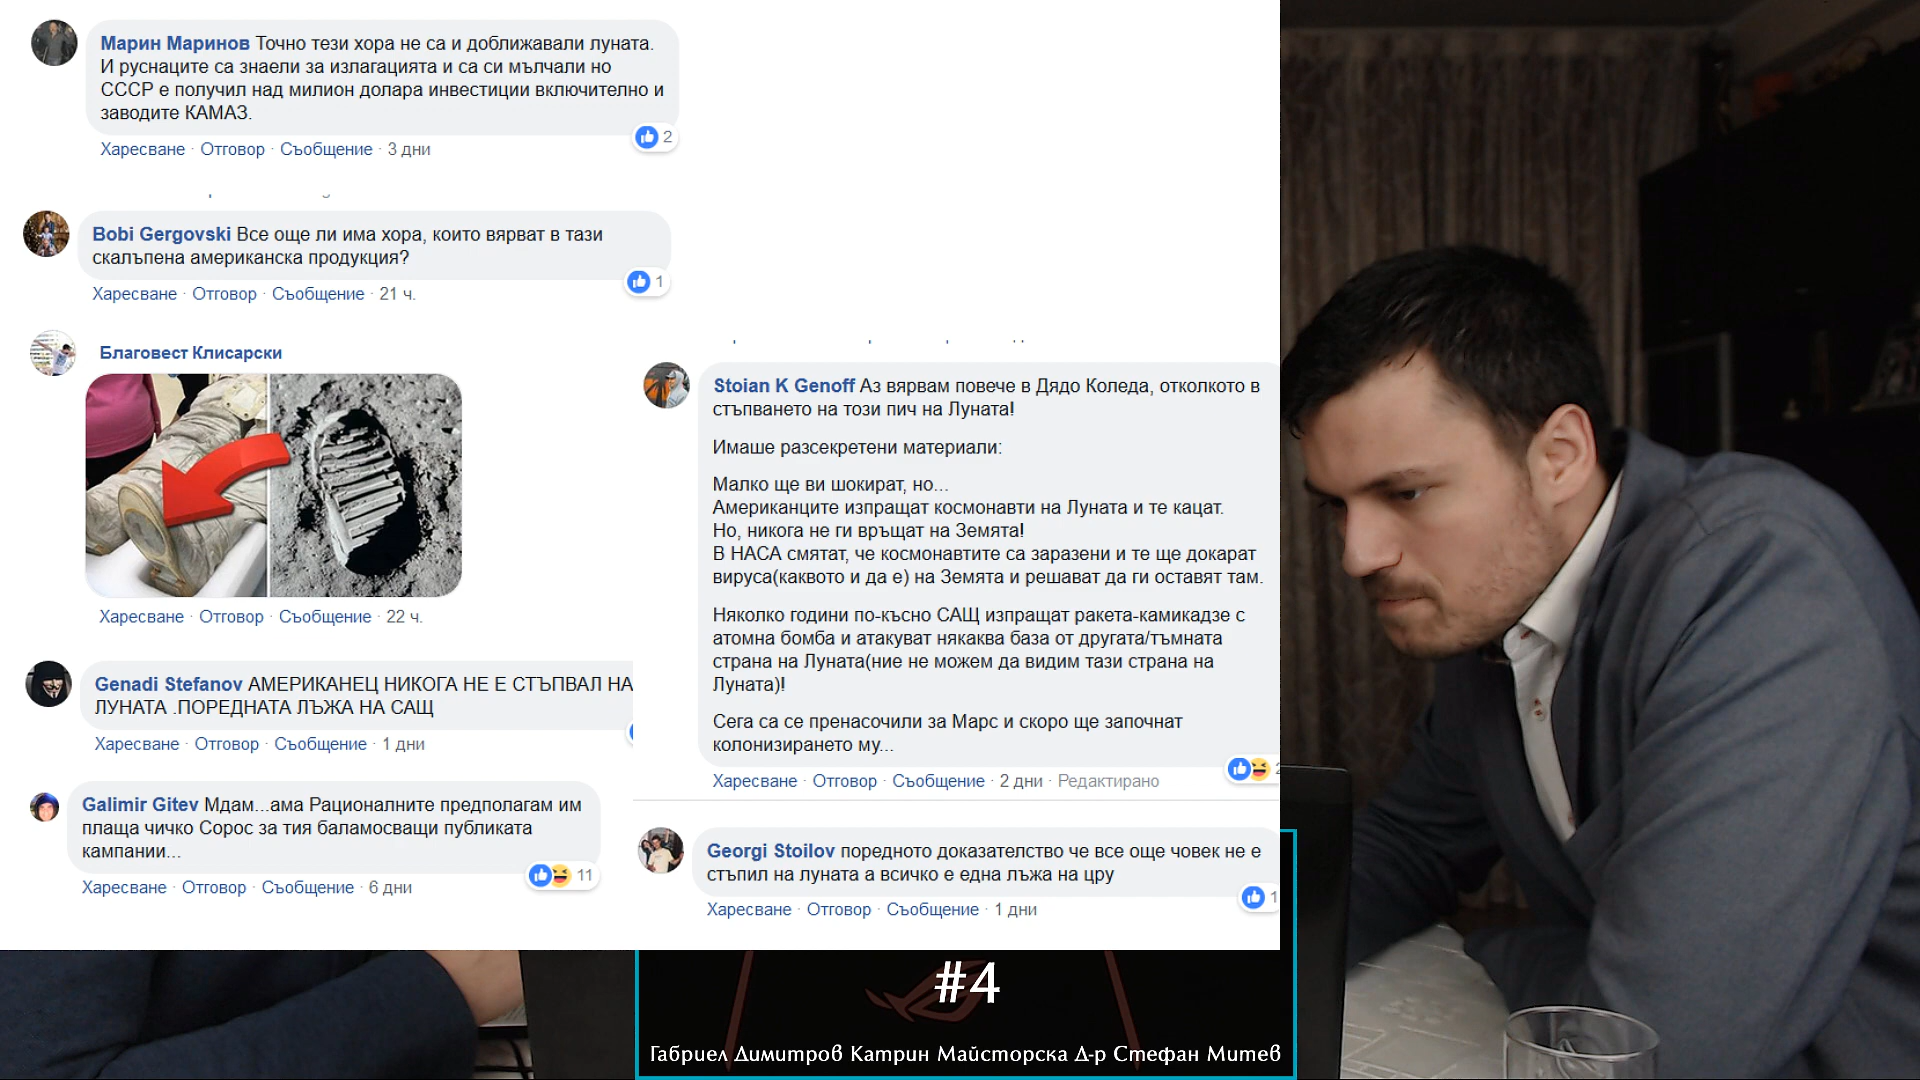 Марин Маринов Точно тези хора не са и доближавали луната.
И руснаците са знаели за излагацията и са си мълчали но
СССР е получил над милион долара инвестиции включително и
заводите КАМАЗ.
2
Харесване · Отговор · Съобщение · 3 дни
Bobi Gergovski Все още ли има хора, които вярват в тази
скалъпена американска продукция?
1
Харесване · Отговор · Съобщение · 21 ч.
Благовест Клисарски
Харесване · Отговор · Съобщение · 22 ч.
Genadi Stefanov АМЕРИКАНЕЦ НИКОГА НЕ Е СТЪПВАЛ НА
ЛУНАТА .ПОРЕДНАТА ЛЪЖА НА САЩ
Харесване · Отговор · Съобщение · 1 дни
Galimir Gitev Мдам...ама Рационалните предполагам им
плаща чичко Сорос за тия баламосващи публиката
кампании...
11
Харесване · Отговор · Съобщение · 6 дни
Stoian K Genoff Аз вярвам повече в Дядо Коледа, отколкото в
стъпването на този пич на Луната!
Имаше разсекретени материали:
Малко ще ви шокират, но...
Американците изпращат космонавти на Луната и те кацат.
Но, никога не ги връщат на Земята!
В НАСА смятат, че космонавтите са заразени и те ще докарат
вируса(каквото и да е) на Земята и решават да ги оставят там.
Няколко години по-късно САЩ изпращат ракета-камикадзе с
атомна бомба и атакуват някаква база от другата/тъмната
страна на Луната(ние не можем да видим тази страна на
Луната)!
Сега са се пренасочили за Марс и скоро ще започнат
колонизирането му...
Харесване · Отговор · Съобщение · 2 дни · Редактирано
Georgi Stoilov поредното доказателство че все още човек не е
стъпил на луната а всичко е една лъжа на цру
1
Харесване · Отговор · Съобщение · 1 дни
#4
Габриел Димитров Катрин Майсторска Д-р Стефан Митев